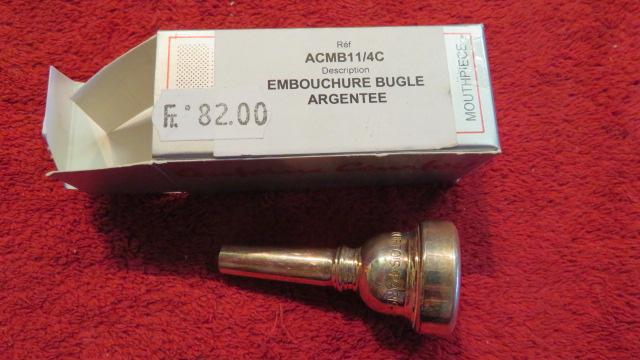 Réf
ACMB11/4C
Description
EMBOUCHURE BUGLE
ARGENTEE
Fr. 82.00
MOUTHPIECE